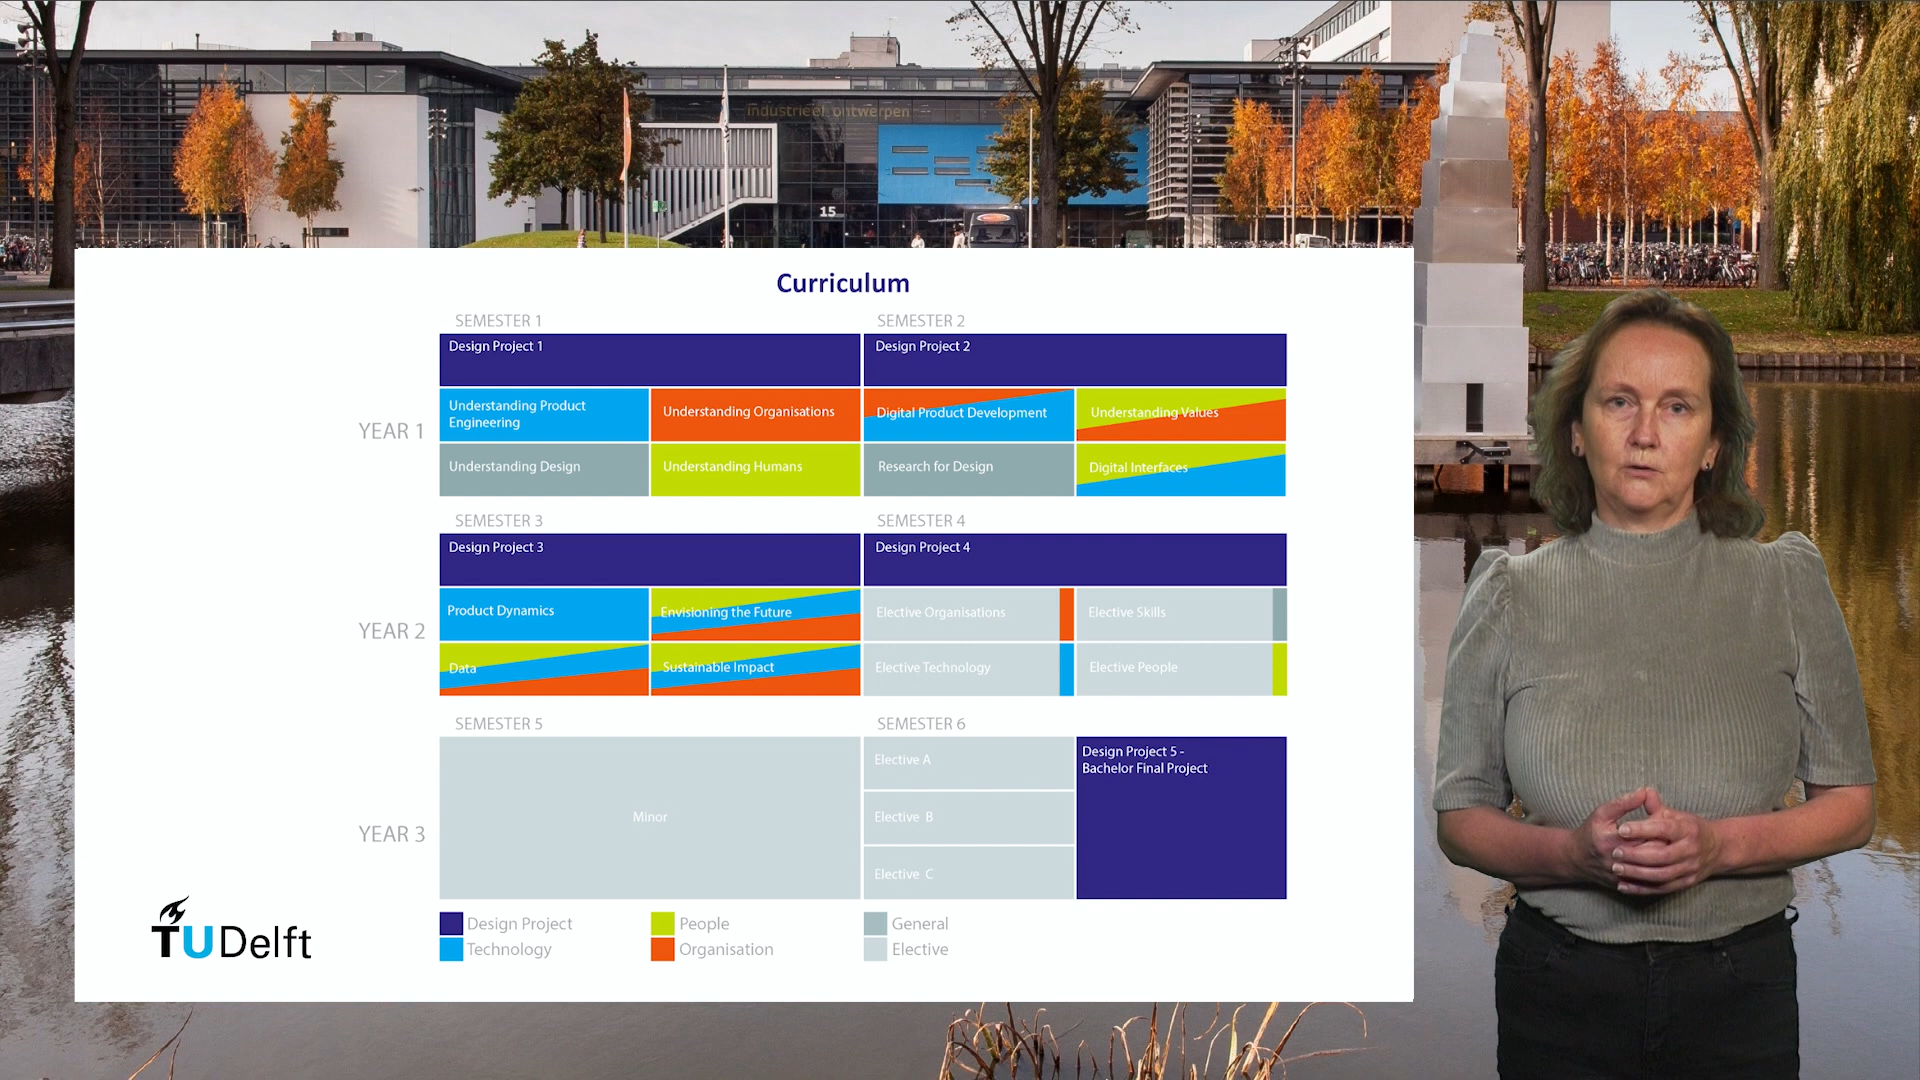 industrieel ontwerpen
15
Curriculum
SEMESTER 1
SEMESTER 2
Design Project 1
Design Project 2
YEAR 1
Understanding Product
Engineering
Understanding Organisations
Digital Product Development
Understanding Values
Understanding Design
Understanding Humans
Research for Design
Digital Interfaces
SEMESTER 3
SEMESTER 4
Design Project 3
Design Project 4
YEAR 2
Product Dynamics
Envisioning the Future
Elective Organisations
Elective Skills
Data
Sustainable Impact
Elective Technology
Elective People
SEMESTER 5
SEMESTER 6
YEAR 3
Minor
Elective A
Elective B
Elective C
Design Project 5 -
Bachelor Final Project
Design Project
People
General
Technology
Organisation
Elective
TU Delft